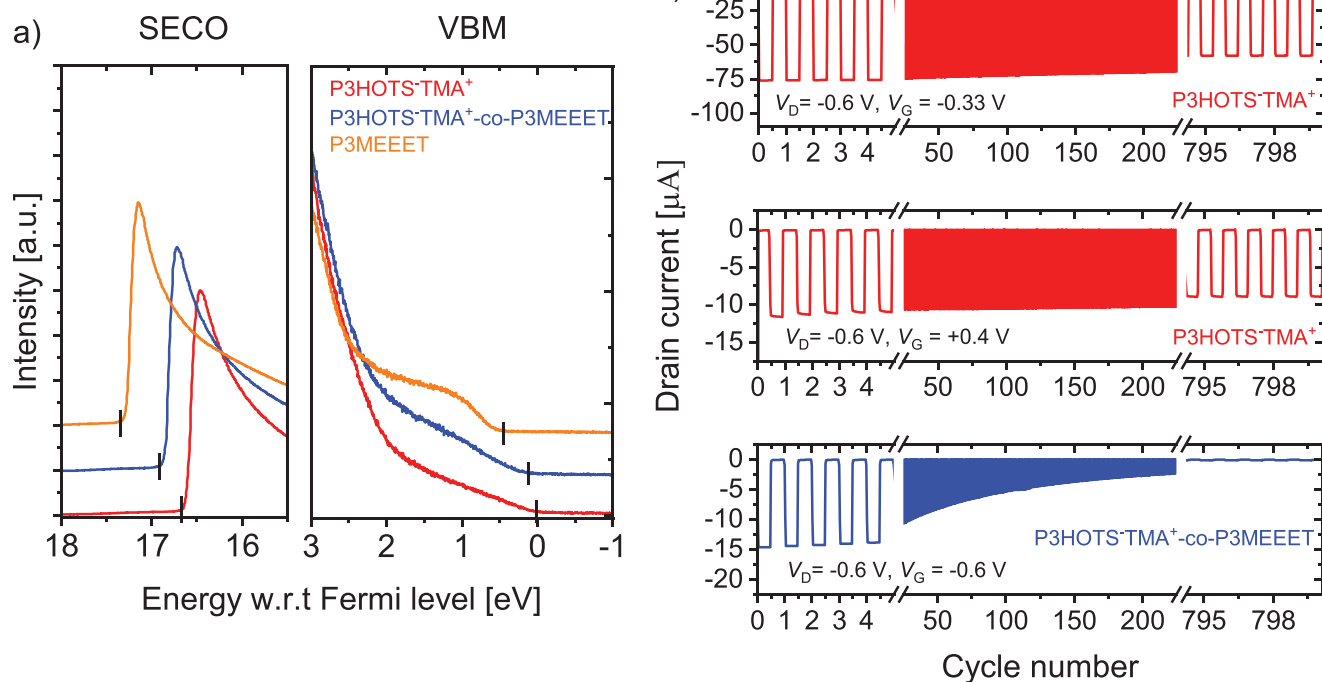 a)
SECO
VBM
P3HOTS⁻TMA⁺
P3HOTS⁻TMA⁺-co-P3MEEET
P3MEEET
Intensity [a.u.]
18 17 16
3 2 1 0 -1
Energy w.r.t Fermi level [eV]
-25
-50
-75
-100
V_D= -0.6 V, V_G = -0.33 V
P3HOTS⁻TMA⁺
0 1 2 3 4 50 100 150 200 795 798
0
-5
-10
-15
V_D= -0.6 V, V_G = +0.4 V
P3HOTS⁻TMA⁺
0 1 2 3 4 50 100 150 200 795 798
Drain current [μA]
0
-5
-10
-15
-20
P3HOTS⁻TMA⁺-co-P3MEEET
V_D= -0.6 V, V_G = -0.6 V
0 1 2 3 4 50 100 150 200 795 798
Cycle number